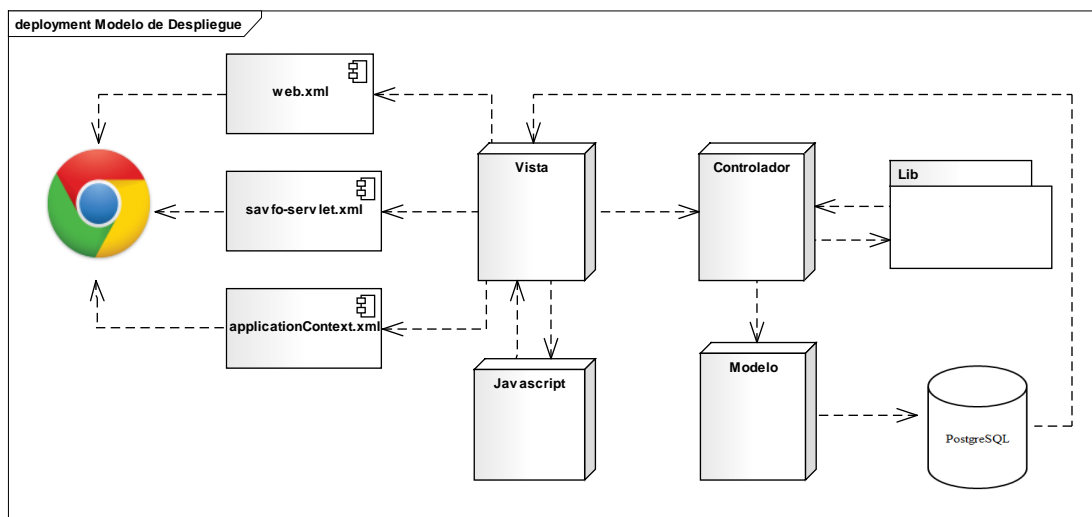 deployment Modelo de Despliegue
web.xml
Vista
Controlador
Lib
savfo-servlet.xml
applicationContext.xml
Javascript
Modelo
PostgreSQL